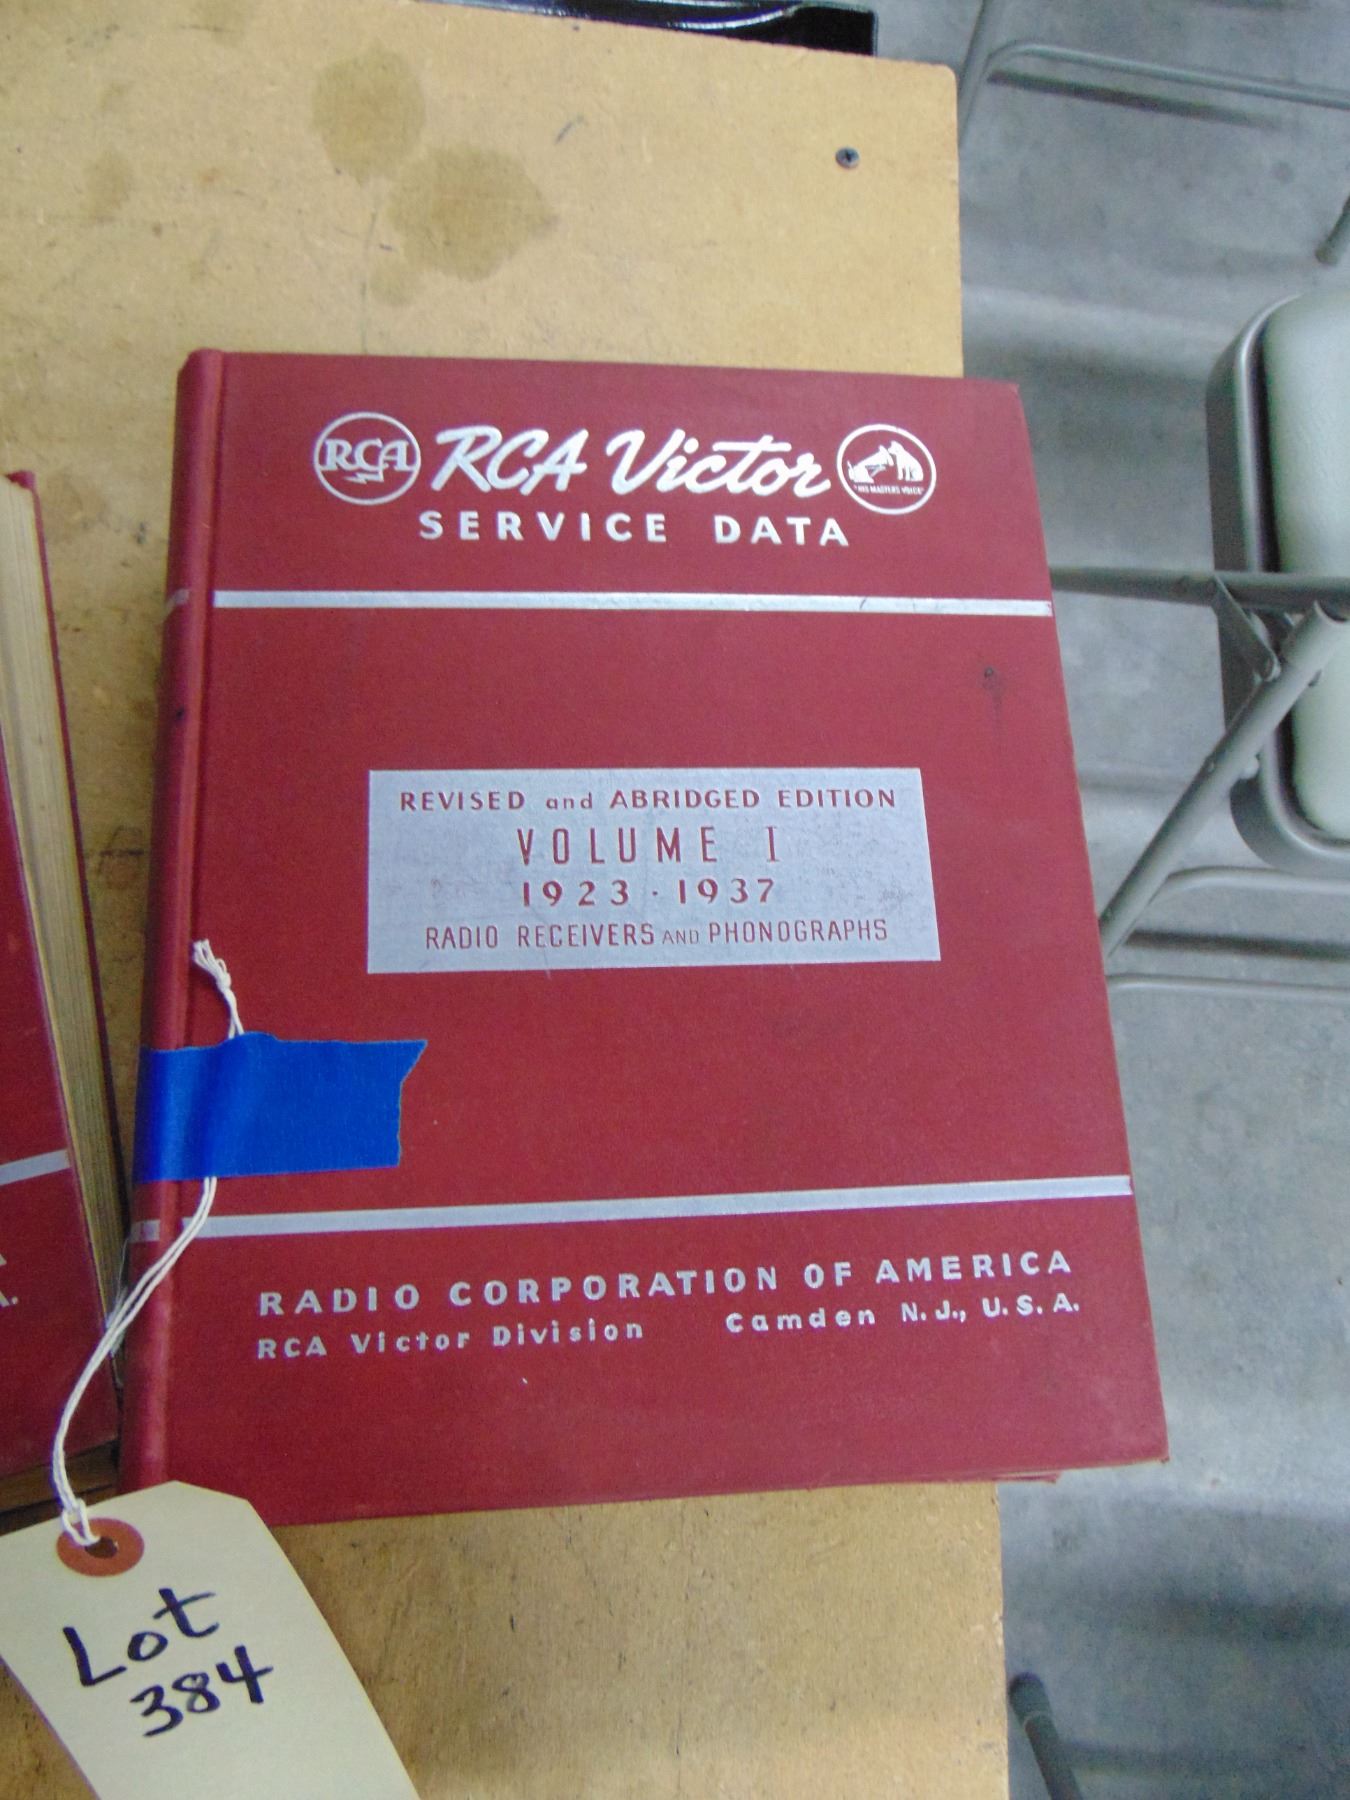 RCA RCA Victor "HIS MASTER'S VOICE"
SERVICE DATA
REVISED and ABRIDGED EDITION
VOLUME I
1923 · 1937
RADIO RECEIVERS AND PHONOGRAPHS
RADIO CORPORATION OF AMERICA
RCA Victor Division Camden N. J., U. S. A.
Lot
384